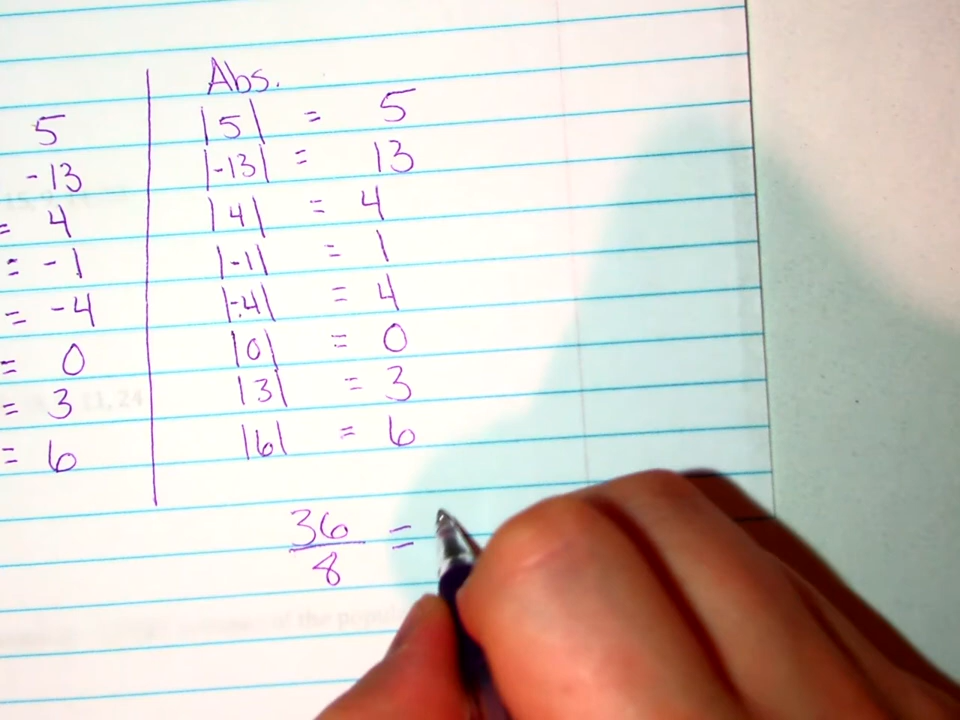 Abs.
5 |5| = 5
-13 |-13| = 13
= 4 |4| = 4
= -1 |-1| = 1
= -4 |-4| = 4
= 0 |0| = 0
= 3 |3| = 3
= 6 |6| = 6
36/8 =